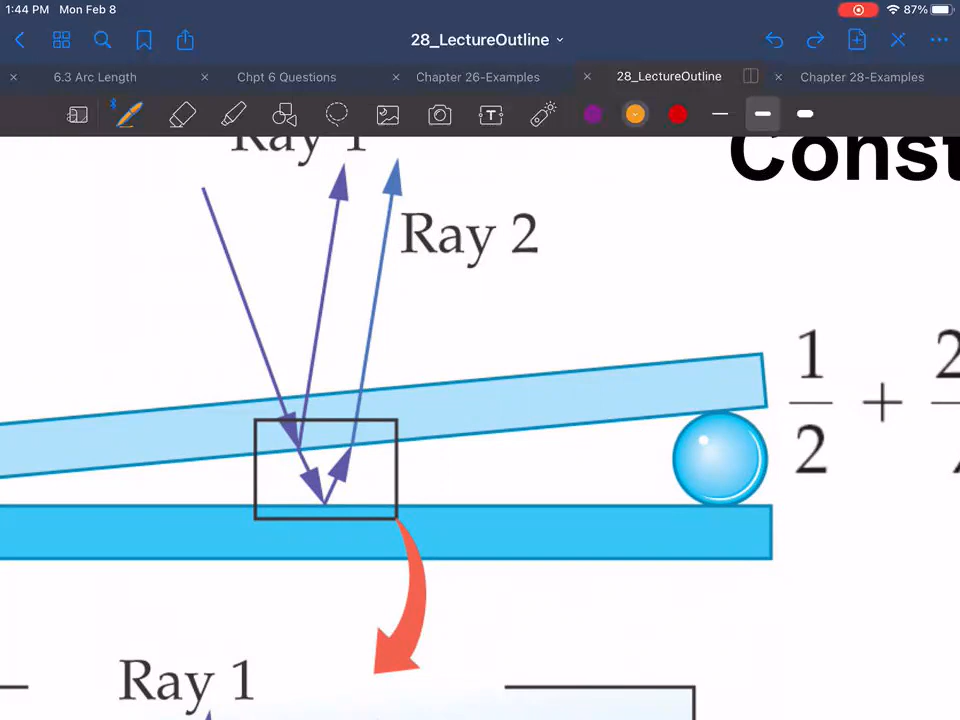 1:44 PM Mon Feb 8
87%
28_LectureOutline
6.3 Arc Length
Chpt 6 Questions
Chapter 26-Examples
28_LectureOutline
Chapter 28-Examples
Ray 1
Const
Ray 2
1/2 + 2
Ray 1